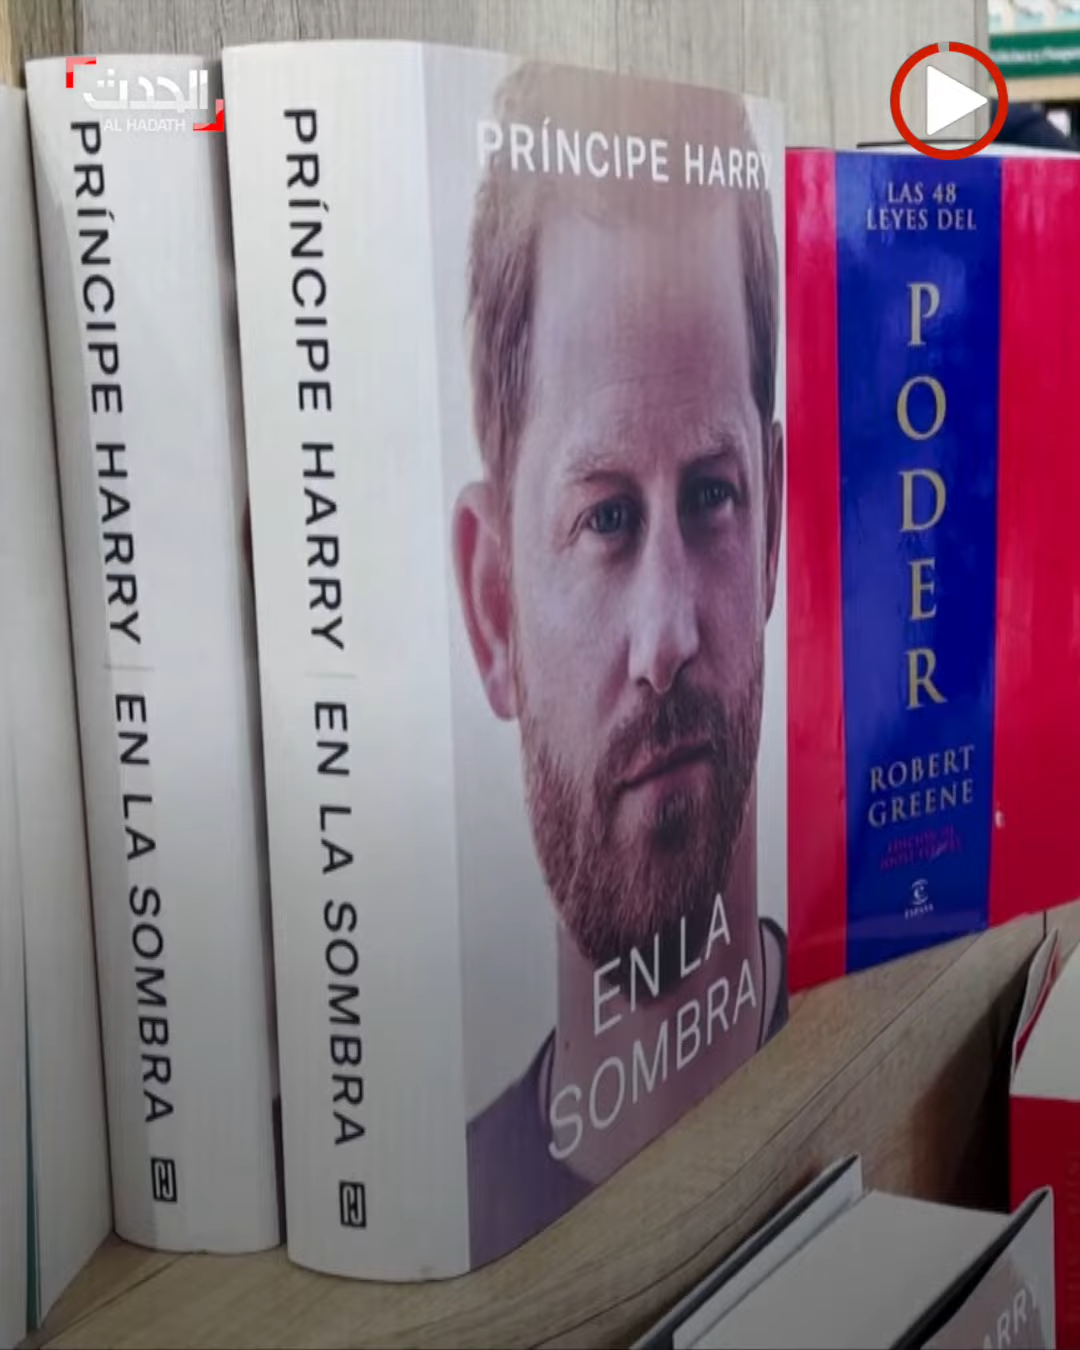 الحدث
AL HADATH
PRÍNCIPE HARRY EN LA SOMBRA
PRÍNCIPE HARRY EN LA SOMBRA
PRÍNCIPE HARRY
EN LA
SOMBRA
LAS 48
LEYES DEL
PODER
ROBERT
GREENE
ESPASA